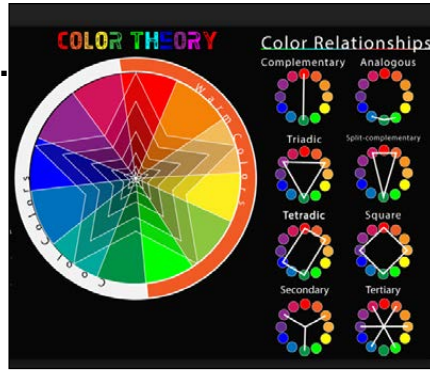 COLOR THEORY
Warm Colors
Cool Colors
Color Relationships
Complementary
Analogous
Triadic
Split-complementary
Tetradic
Square
Secondary
Tertiary